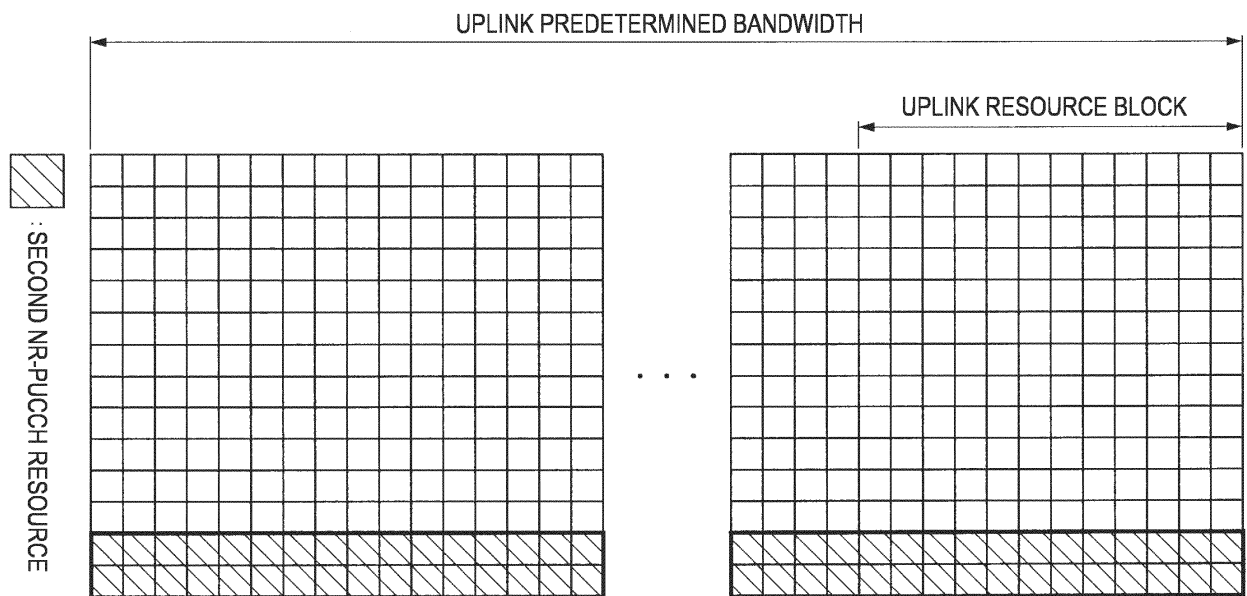 UPLINK PREDETERMINED BANDWIDTH
UPLINK RESOURCE BLOCK
: SECOND NR-PUCCH RESOURCE
. . .